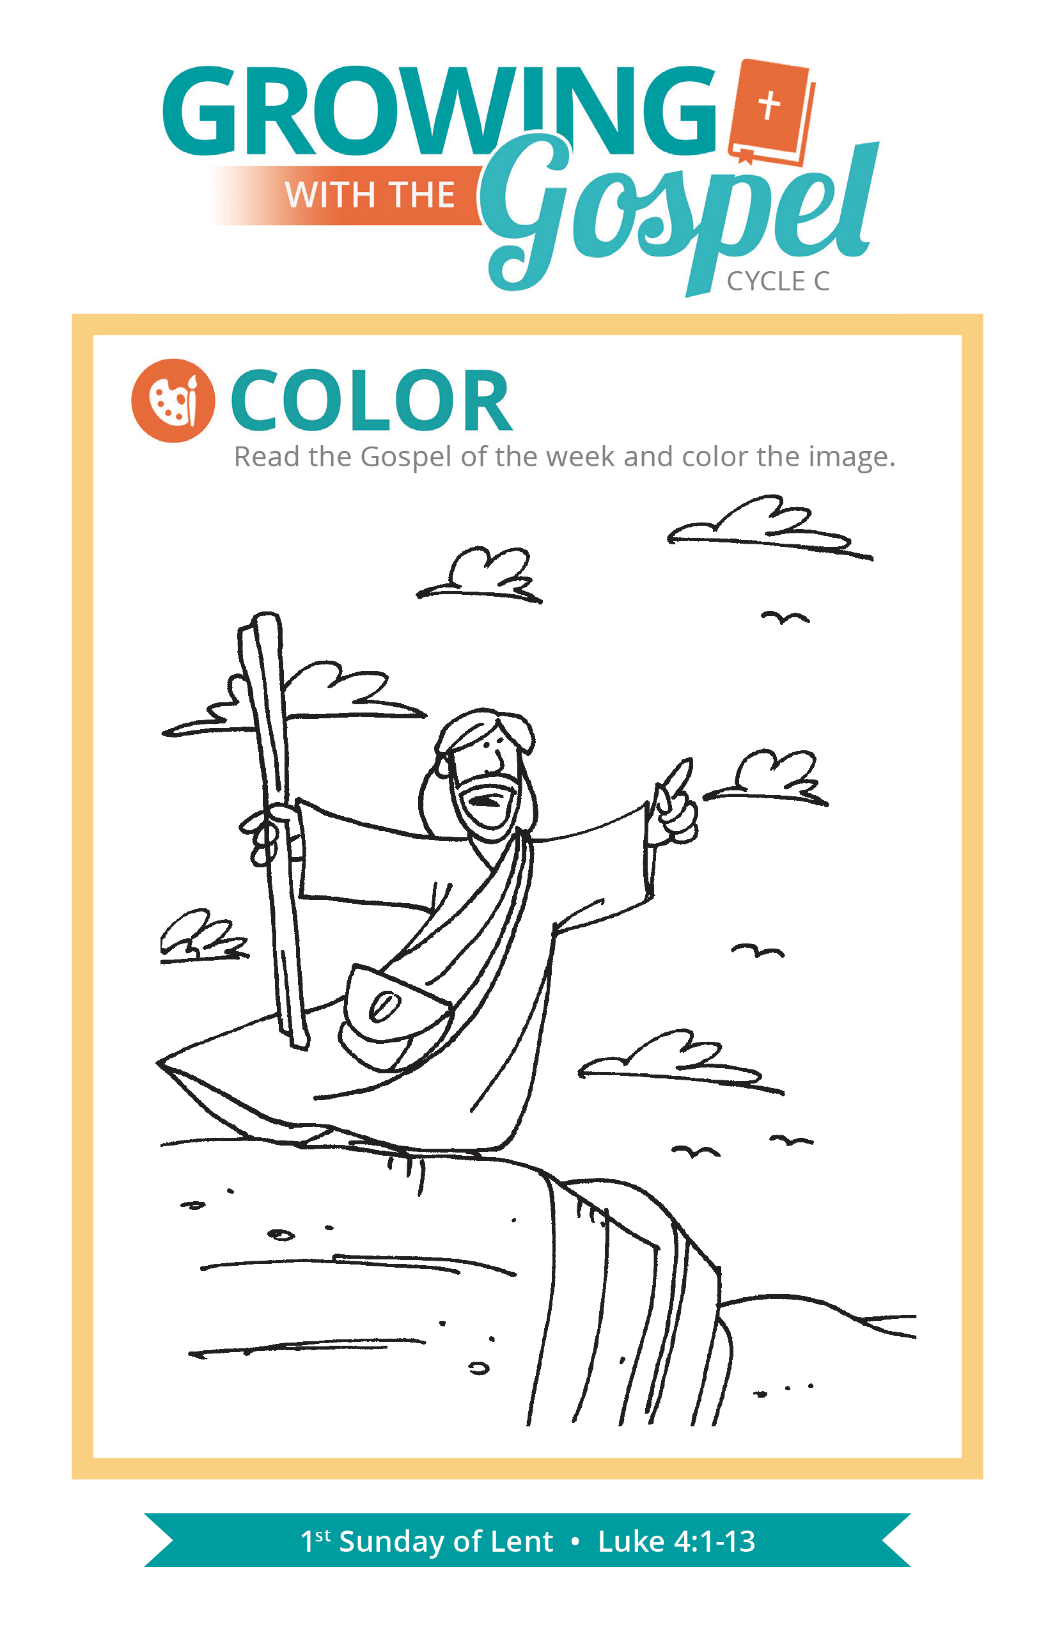 GROWING
WITH THE Gospel
CYCLE C
COLOR
Read the Gospel of the week and color the image.
1st Sunday of Lent • Luke 4:1-13